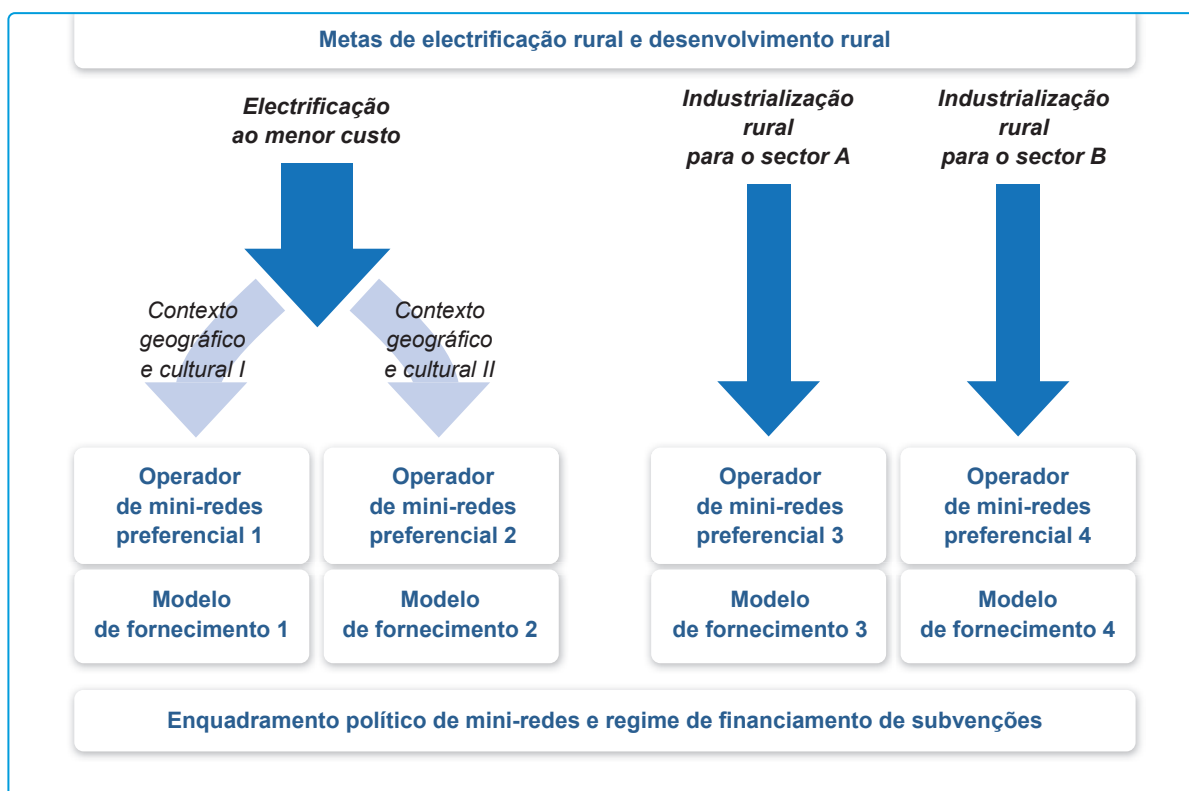 Metas de electrificação rural e desenvolvimento rural
Electrificação
ao menor custo
Industrialização
rural
para o sector A
Industrialização
rural
para o sector B
Contexto
geográfico
e cultural I
Contexto
geográfico
e cultural II
Operador
de mini-redes
preferencial 1
Operador
de mini-redes
preferencial 2
Operador
de mini-redes
preferencial 3
Operador
de mini-redes
preferencial 4
Modelo
de fornecimento 1
Modelo
de fornecimento 2
Modelo
de fornecimento 3
Modelo
de fornecimento 4
Enquadramento político de mini-redes e regime de financiamento de subvenções